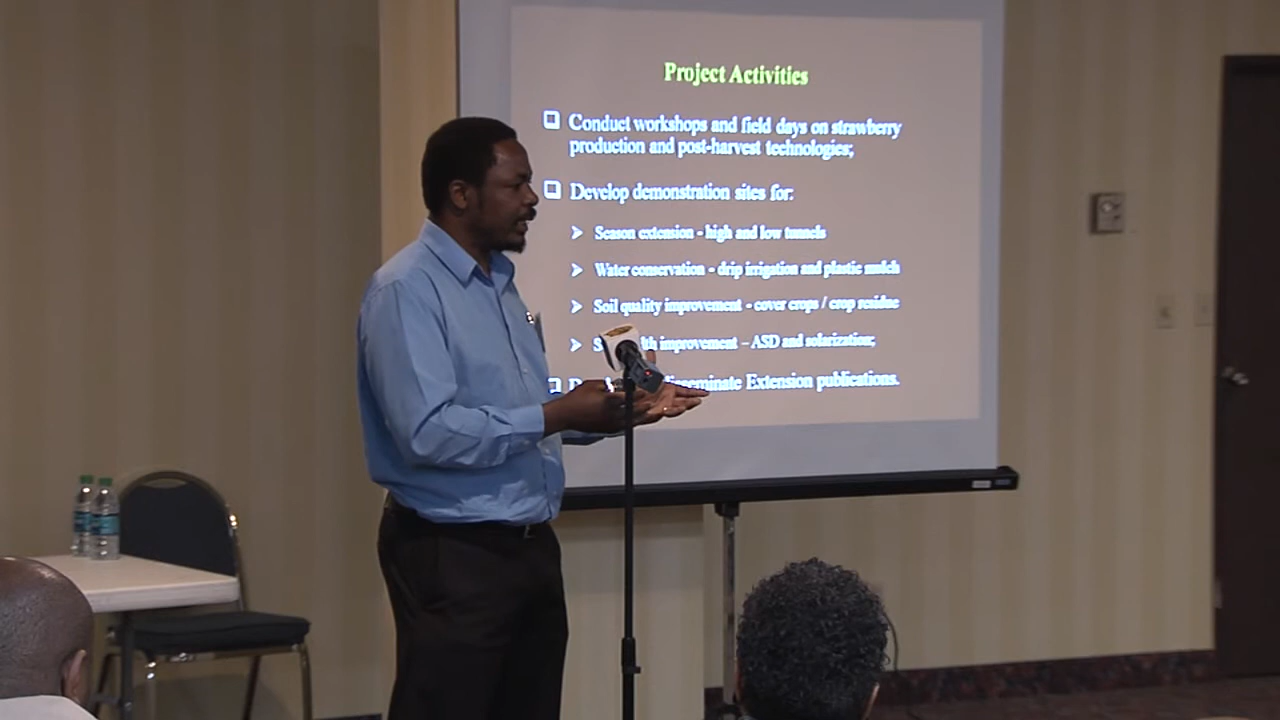 Project Activities
Conduct workshops and field days on strawberry
production and post-harvest technologies;
Develop demonstration sites for:
Season extension - high and low tunnels
Water conservation - drip irrigation and plastic mulch
Soil quality improvement - cover crops / crop residue
improvement – ASD and solarization;
Extension publications.